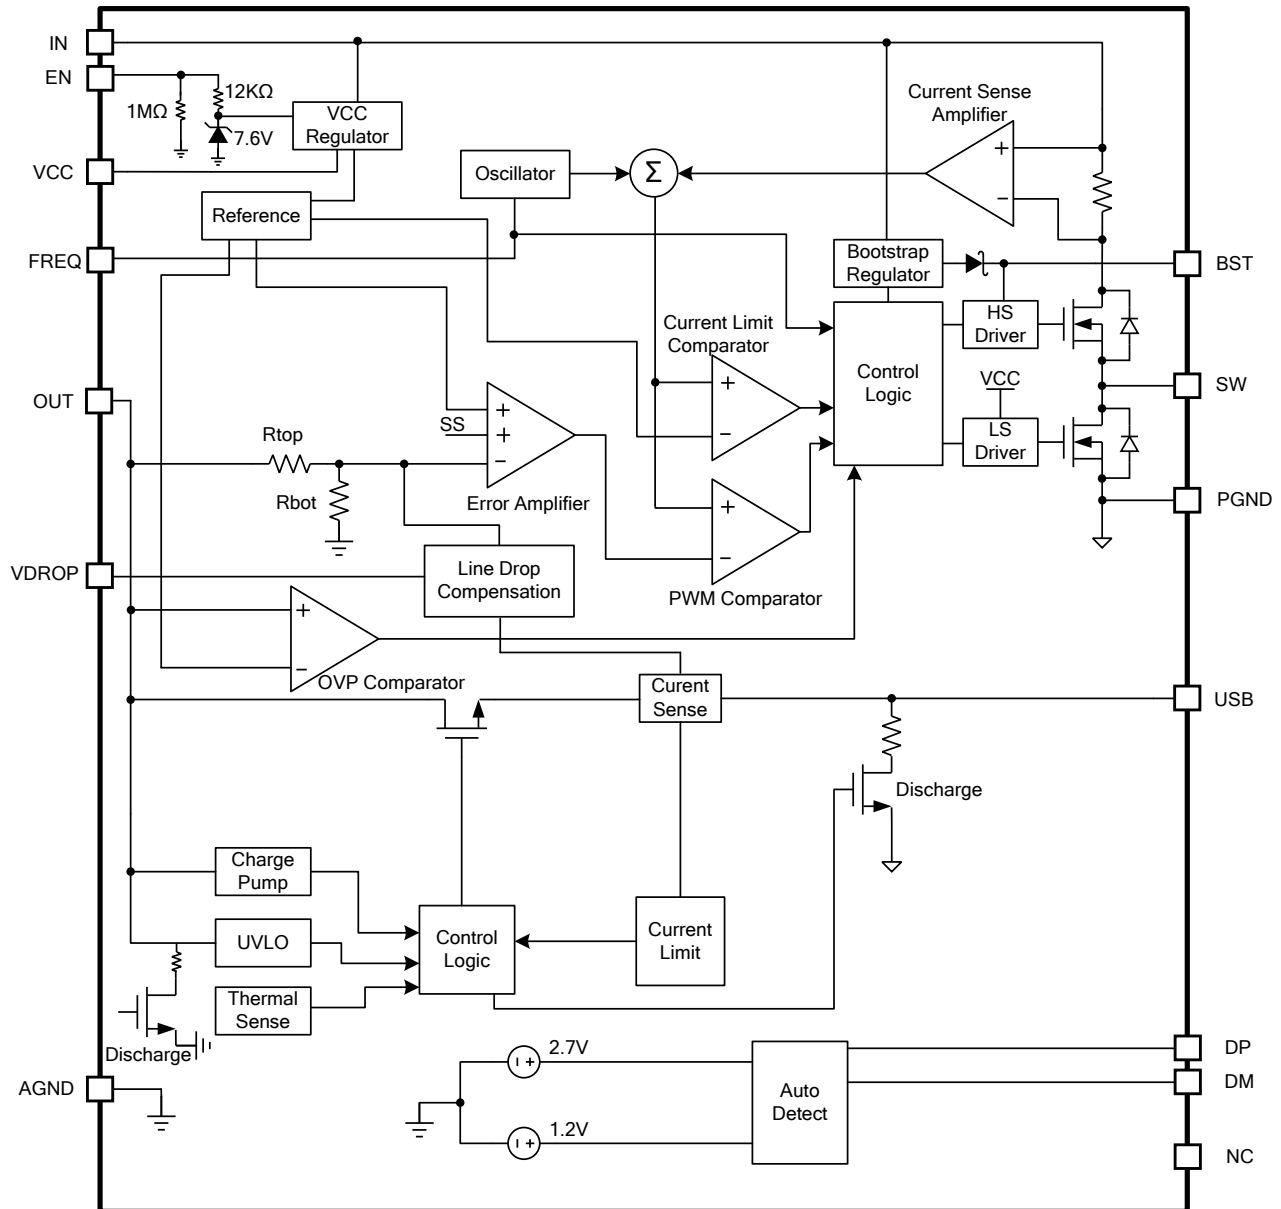 IN
EN
12KΩ
1MΩ
7.6V
VCC
Regulator
VCC
Reference
FREQ
Oscillator
Σ
Current Sense
Amplifier
+
−
Bootstrap
Regulator
BST
HS
Driver
Current Limit
Comparator
+
−
Control
Logic
SW
VCC
LS
Driver
PGND
OUT
Rtop
Rbot
SS
+
+
−
Error Amplifier
+
−
PWM Comparator
VDROP
Line Drop
Compensation
+
−
OVP Comparator
Curent
Sense
USB
Discharge
Charge
Pump
UVLO
Thermal
Sense
Control
Logic
Current
Limit
Discharge
AGND
2.7V
1.2V
Auto
Detect
DP
DM
NC